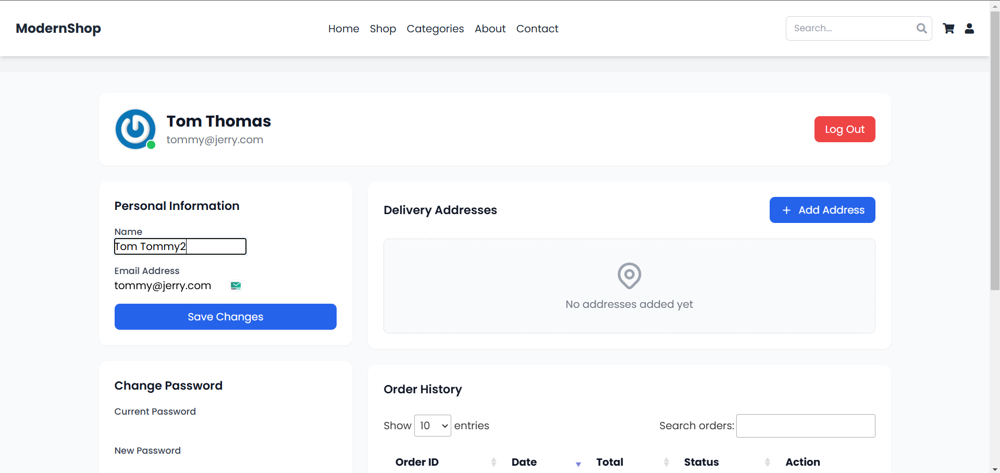 ModernShop
Home Shop Categories About Contact
Search...
Tom Thomas
tommy@jerry.com
Log Out
Personal Information
Name
Tom Tommy2
Email Address
tommy@jerry.com
Save Changes
Delivery Addresses
+ Add Address
No addresses added yet
Change Password
Current Password
New Password
Order History
Show 10 entries
Search orders:
Order ID Date Total Status Action